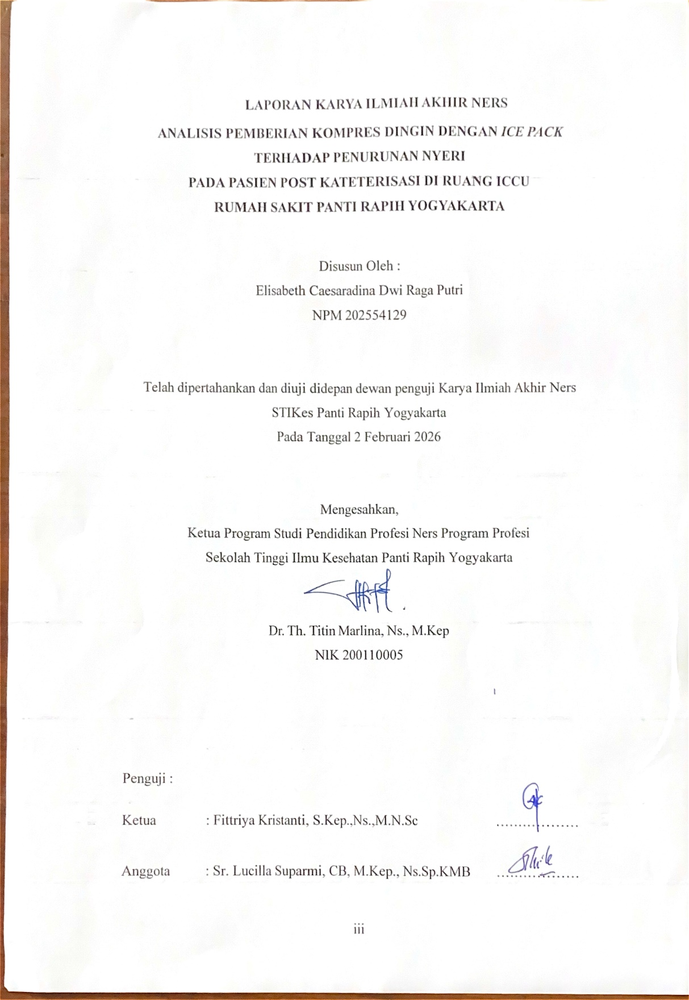 LAPORAN KARYA ILMIAH AKHIR NERS
ANALISIS PEMBERIAN KOMPRES DINGIN DENGAN ICE PACK
TERHADAP PENURUNAN NYERI
PADA PASIEN POST KATETERISASI DI RUANG ICCU
RUMAH SAKIT PANTI RAPIH YOGYAKARTA
Disusun Oleh :
Elisabeth Caesaradina Dwi Raga Putri
NPM 202554129
Telah dipertahankan dan diuji didepan dewan penguji Karya Ilmiah Akhir Ners
STIKes Panti Rapih Yogyakarta
Pada Tanggal 2 Februari 2026
Mengesahkan,
Ketua Program Studi Pendidikan Profesi Ners Program Profesi
Sekolah Tinggi Ilmu Kesehatan Panti Rapih Yogyakarta
Dr. Th. Titin Marlina, Ns., M.Kep
NIK 200110005
Penguji :
Ketua : Fittriya Kristanti, S.Kep.,Ns.,M.N.Sc ...................
Anggota : Sr. Lucilla Suparmi, CB, M.Kep., Ns.Sp.KMB ...................
iii